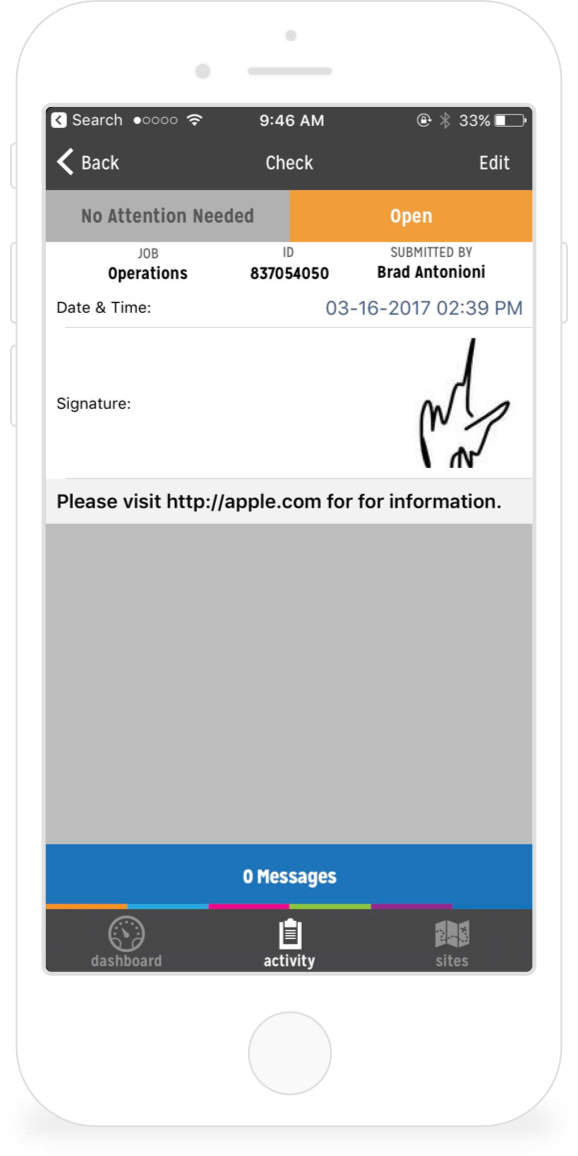 Search 9:46 AM 33%
Back Check Edit
No Attention Needed Open
JOB ID SUBMITTED BY
Operations 837054050 Brad Antonioni
Date & Time: 03-16-2017 02:39 PM
Signature:
Please visit http://apple.com for for information.
0 Messages
dashboard activity sites